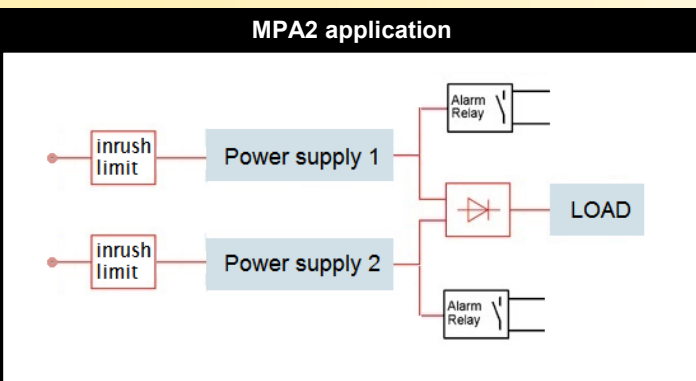 MPA2 application
Alarm
Relay
inrush
limit
Power supply 1
LOAD
inrush
limit
Power supply 2
Alarm
Relay